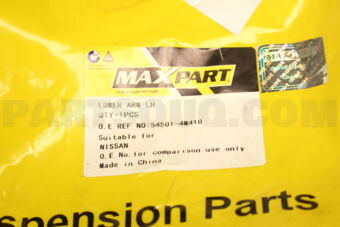 MAXPART
LOWER ARM LH
QTY-1PCS
O.E REF NO:54501-4M410
Suitable for
NISSAN
O.E No.for comparison use only
Made in China
spension Parts
PARTSOUQ.COM